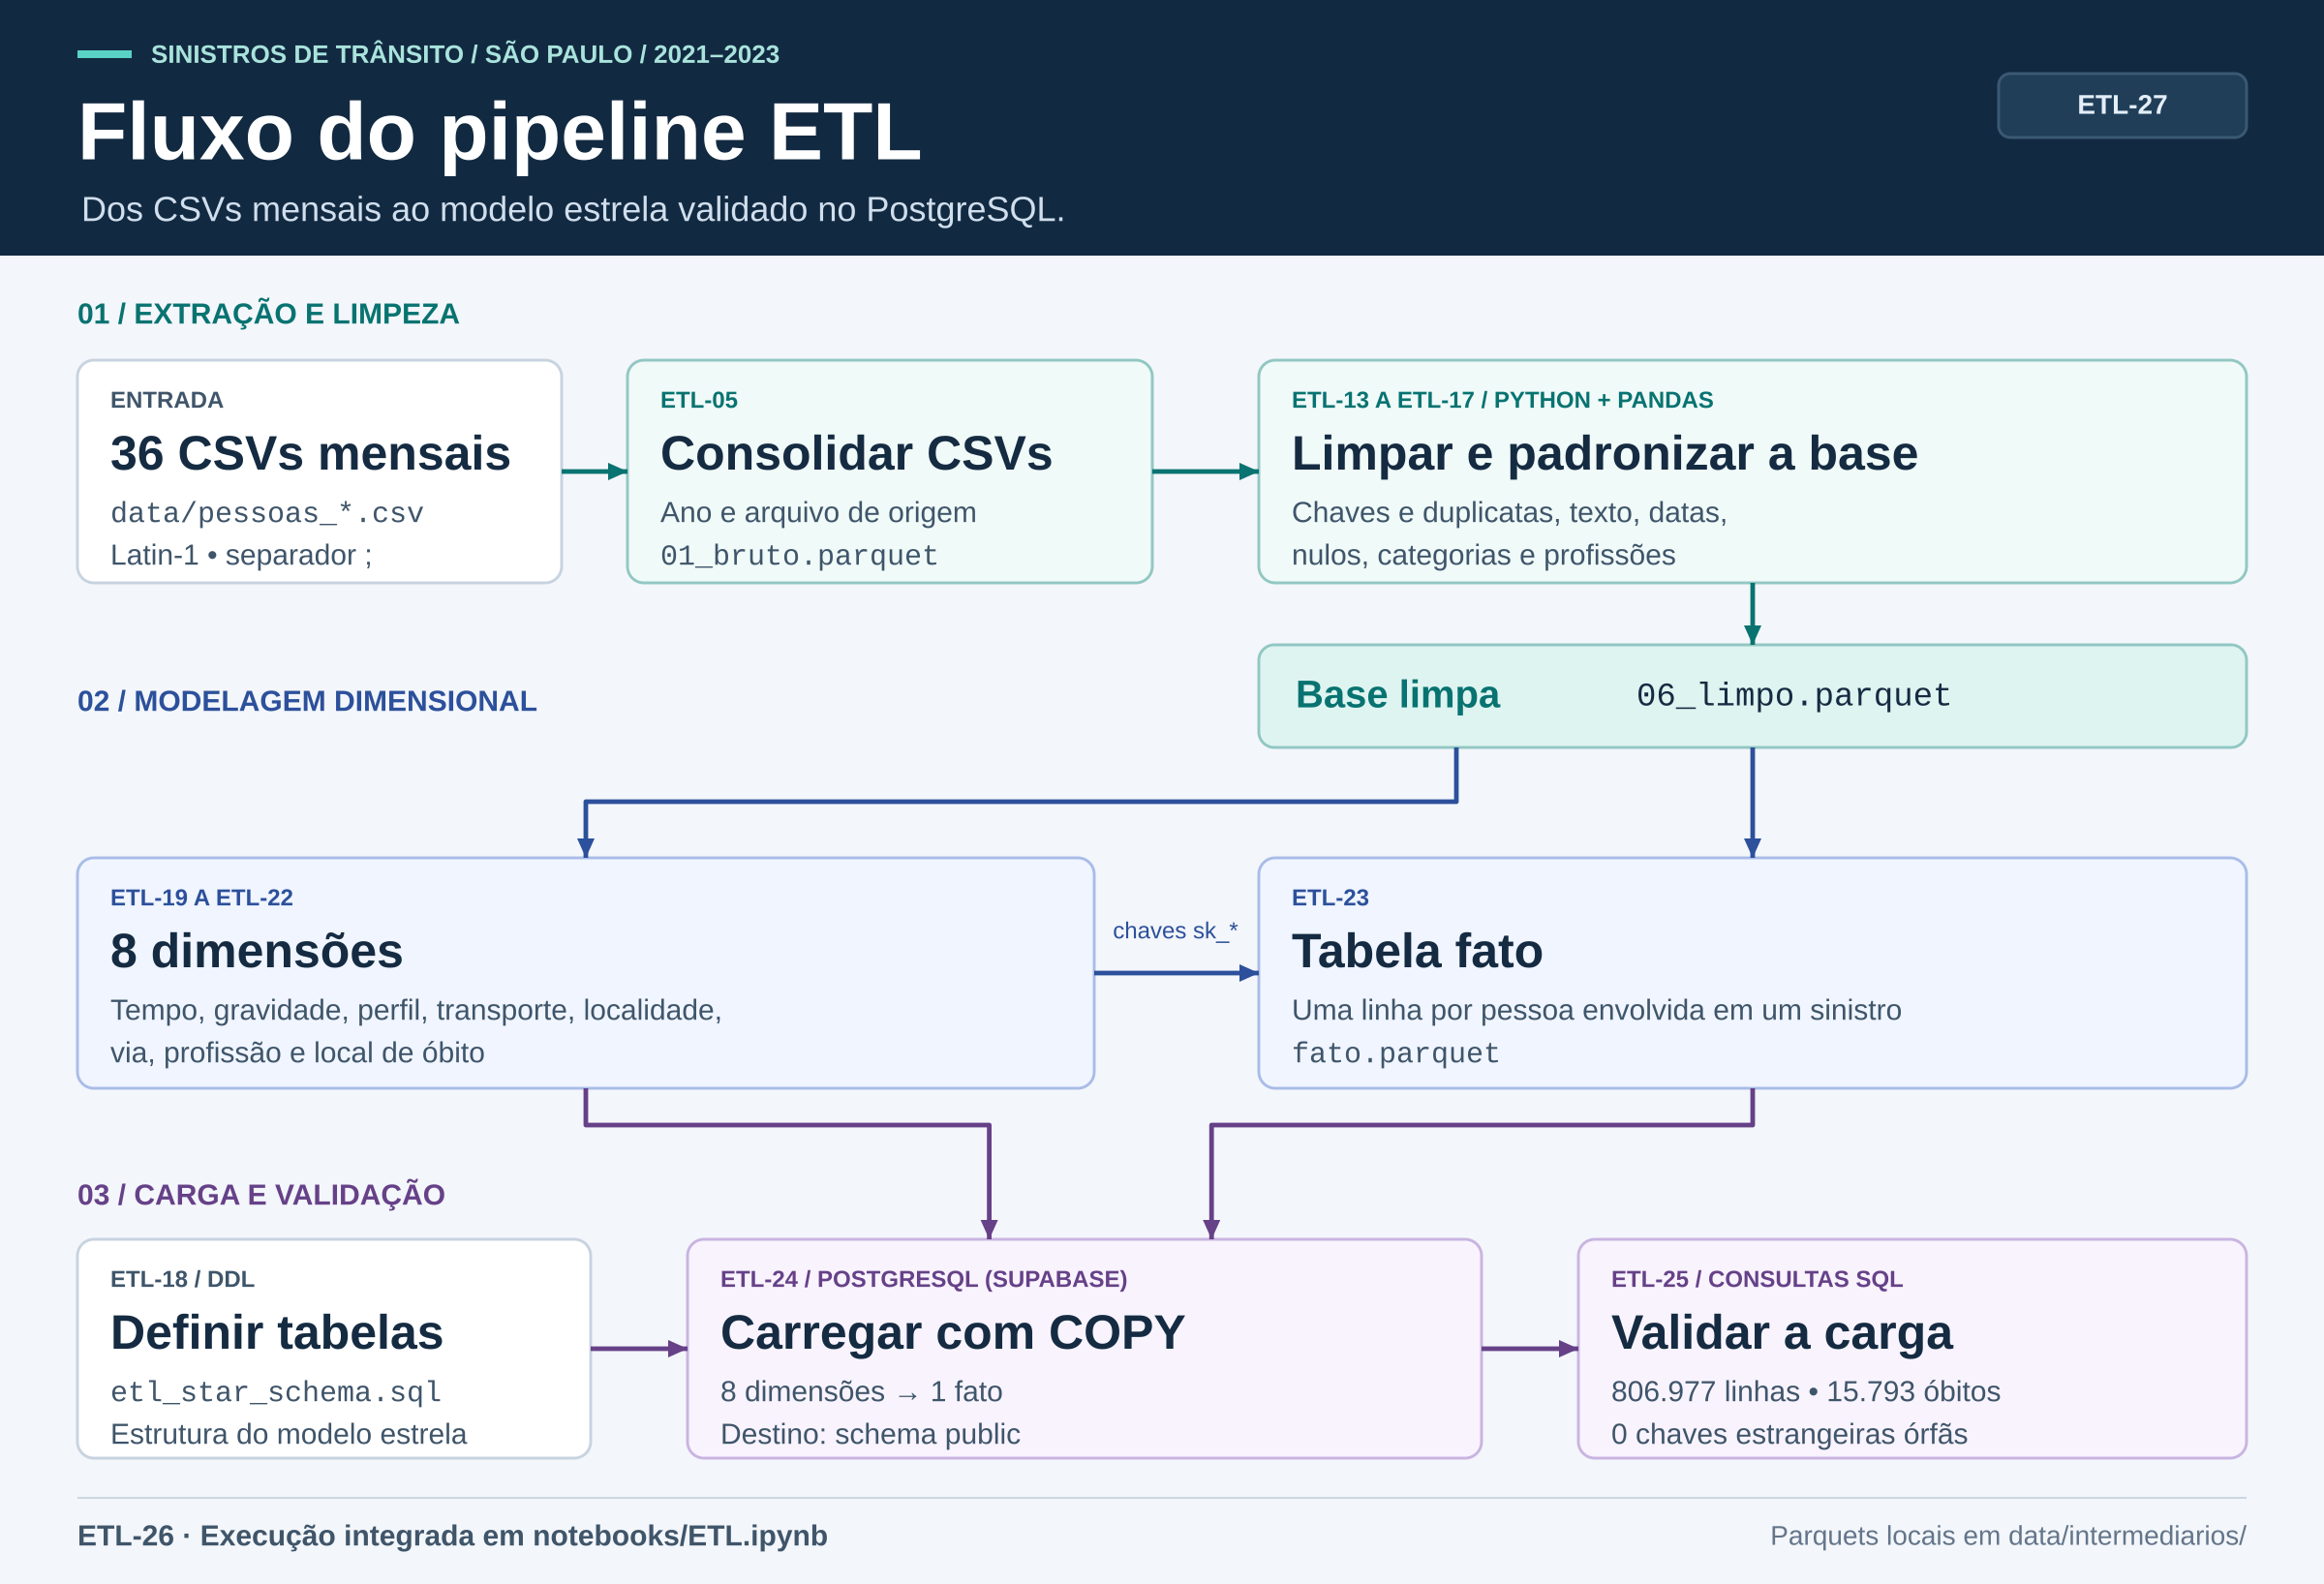 SINISTROS DE TRÂNSITO / SÃO PAULO / 2021–2023
Fluxo do pipeline ETL
Dos CSVs mensais ao modelo estrela validado no PostgreSQL.
ETL-27
01 / EXTRAÇÃO E LIMPEZA
ENTRADA
36 CSVs mensais
data/pessoas_*.csv
Latin-1 • separador ;
ETL-05
Consolidar CSVs
Ano e arquivo de origem
01_bruto.parquet
ETL-13 A ETL-17 / PYTHON + PANDAS
Limpar e padronizar a base
Chaves e duplicatas, texto, datas,
nulos, categorias e profissões
Base limpa 06_limpo.parquet
02 / MODELAGEM DIMENSIONAL
ETL-19 A ETL-22
8 dimensões
Tempo, gravidade, perfil, transporte, localidade,
via, profissão e local de óbito
chaves sk_*
ETL-23
Tabela fato
Uma linha por pessoa envolvida em um sinistro
fato.parquet
03 / CARGA E VALIDAÇÃO
ETL-18 / DDL
Definir tabelas
etl_star_schema.sql
Estrutura do modelo estrela
ETL-24 / POSTGRESQL (SUPABASE)
Carregar com COPY
8 dimensões → 1 fato
Destino: schema public
ETL-25 / CONSULTAS SQL
Validar a carga
806.977 linhas • 15.793 óbitos
0 chaves estrangeiras órfãs
ETL-26 · Execução integrada em notebooks/ETL.ipynb
Parquets locais em data/intermediarios/